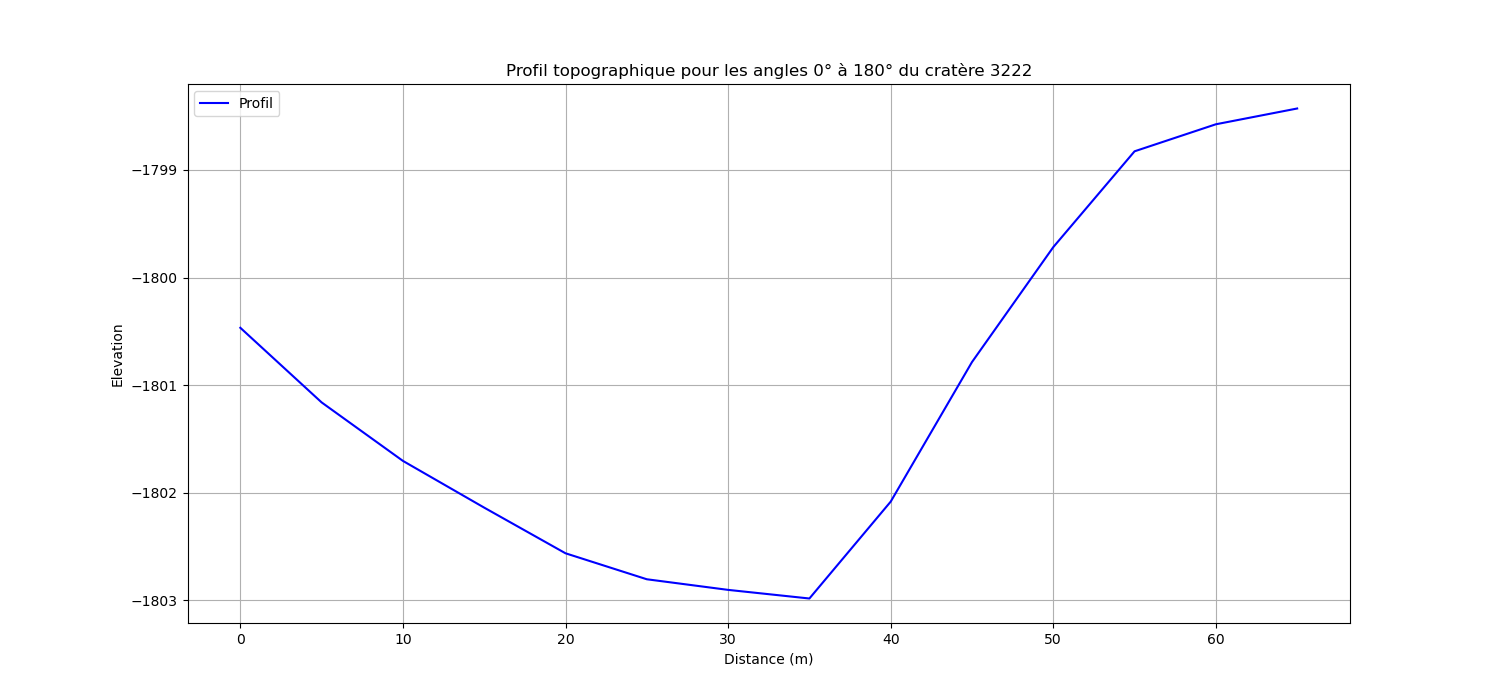 Profil topographique pour les angles 0° à 180° du cratère 3222
Profil
−1799
−1800
−1801
−1802
−1803
Elevation
0 10 20 30 40 50 60
Distance (m)